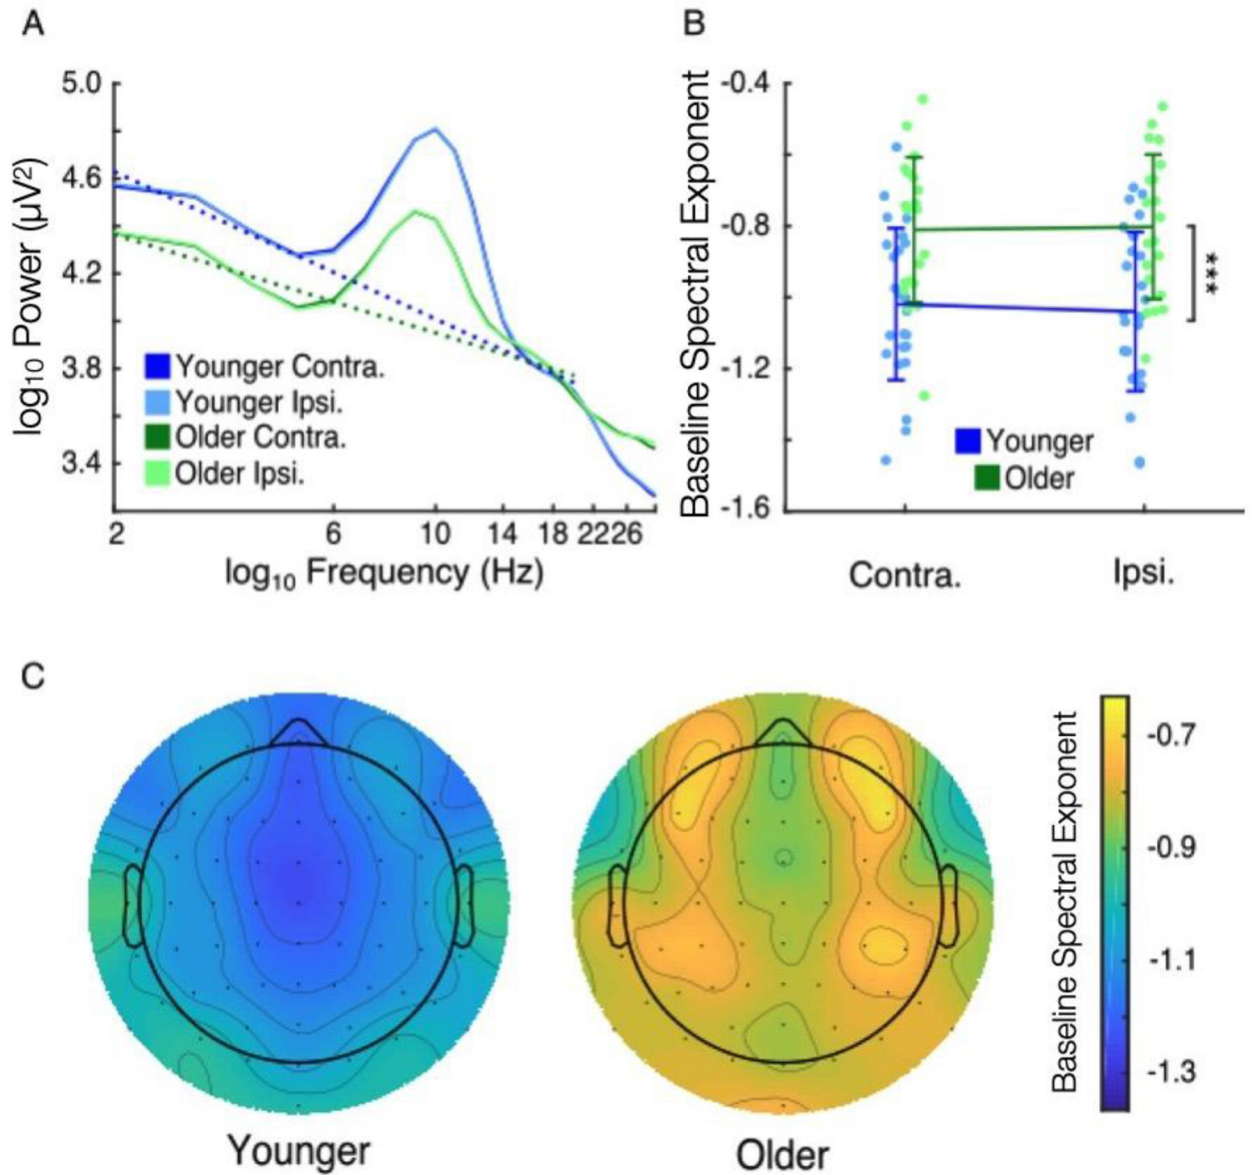 A
5.0
4.6
4.2
3.8
3.4
log₁₀ Power (µV²)
Younger Contra.
Younger Ipsi.
Older Contra.
Older Ipsi.
2 6 10 14 18 22 26
log₁₀ Frequency (Hz)
B
-0.4
-0.8
-1.2
-1.6
Baseline Spectral Exponent
***
Younger
Older
Contra. Ipsi.
C
Younger
Older
Baseline Spectral Exponent
-0.7
-0.9
-1.1
-1.3